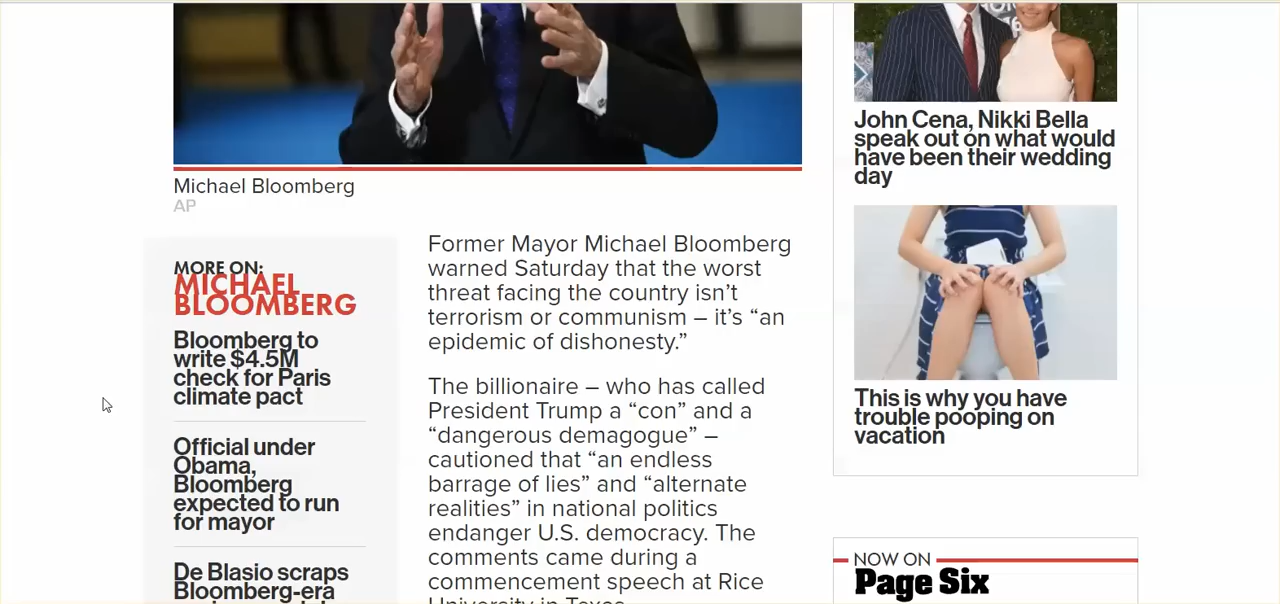 Michael Bloomberg
AP
MORE ON:
MICHAEL
BLOOMBERG
Bloomberg to
write $4.5M
check for Paris
climate pact
Official under
Obama,
Bloomberg
expected to run
for mayor
De Blasio scraps
Bloomberg-era
Former Mayor Michael Bloomberg
warned Saturday that the worst
threat facing the country isn’t
terrorism or communism – it’s “an
epidemic of dishonesty.”
The billionaire – who has called
President Trump a “con” and a
“dangerous demagogue” –
cautioned that “an endless
barrage of lies” and “alternate
realities” in national politics
endanger U.S. democracy. The
comments came during a
commencement speech at Rice
University in Texas
John Cena, Nikki Bella
speak out on what would
have been their wedding
day
This is why you have
trouble pooping on
vacation
NOW ON
Page Six